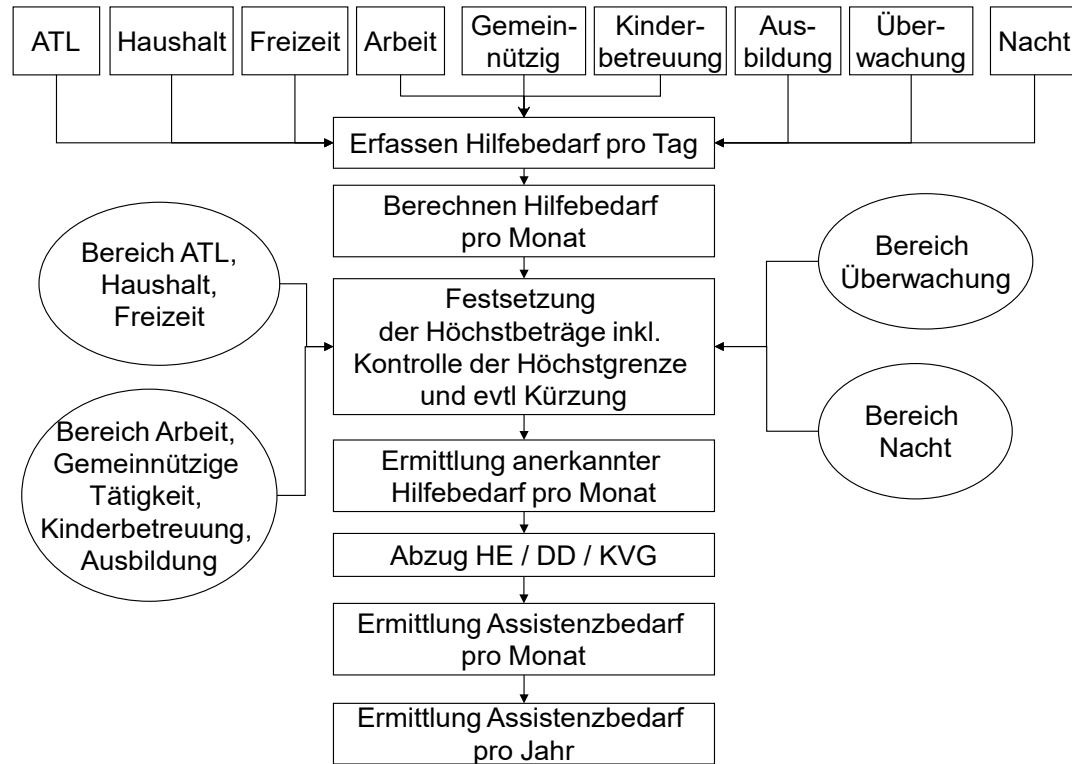 ATL
Haushalt
Freizeit
Arbeit
Gemein-
nützig
Kinder-
betreuung
Aus-
bildung
Über-
wachung
Nacht
Erfassen Hilfebedarf pro Tag
Berechnen Hilfebedarf
pro Monat
Bereich ATL,
Haushalt,
Freizeit
Bereich
Überwachung
Festsetzung
der Höchstbeträge inkl.
Kontrolle der Höchstgrenze
und evtl Kürzung
Bereich Arbeit,
Gemeinnützige
Tätigkeit,
Kinderbetreuung,
Ausbildung
Bereich
Nacht
Ermittlung anerkannter
Hilfebedarf pro Monat
Abzug HE / DD / KVG
Ermittlung Assistenzbedarf
pro Monat
Ermittlung Assistenzbedarf
pro Jahr